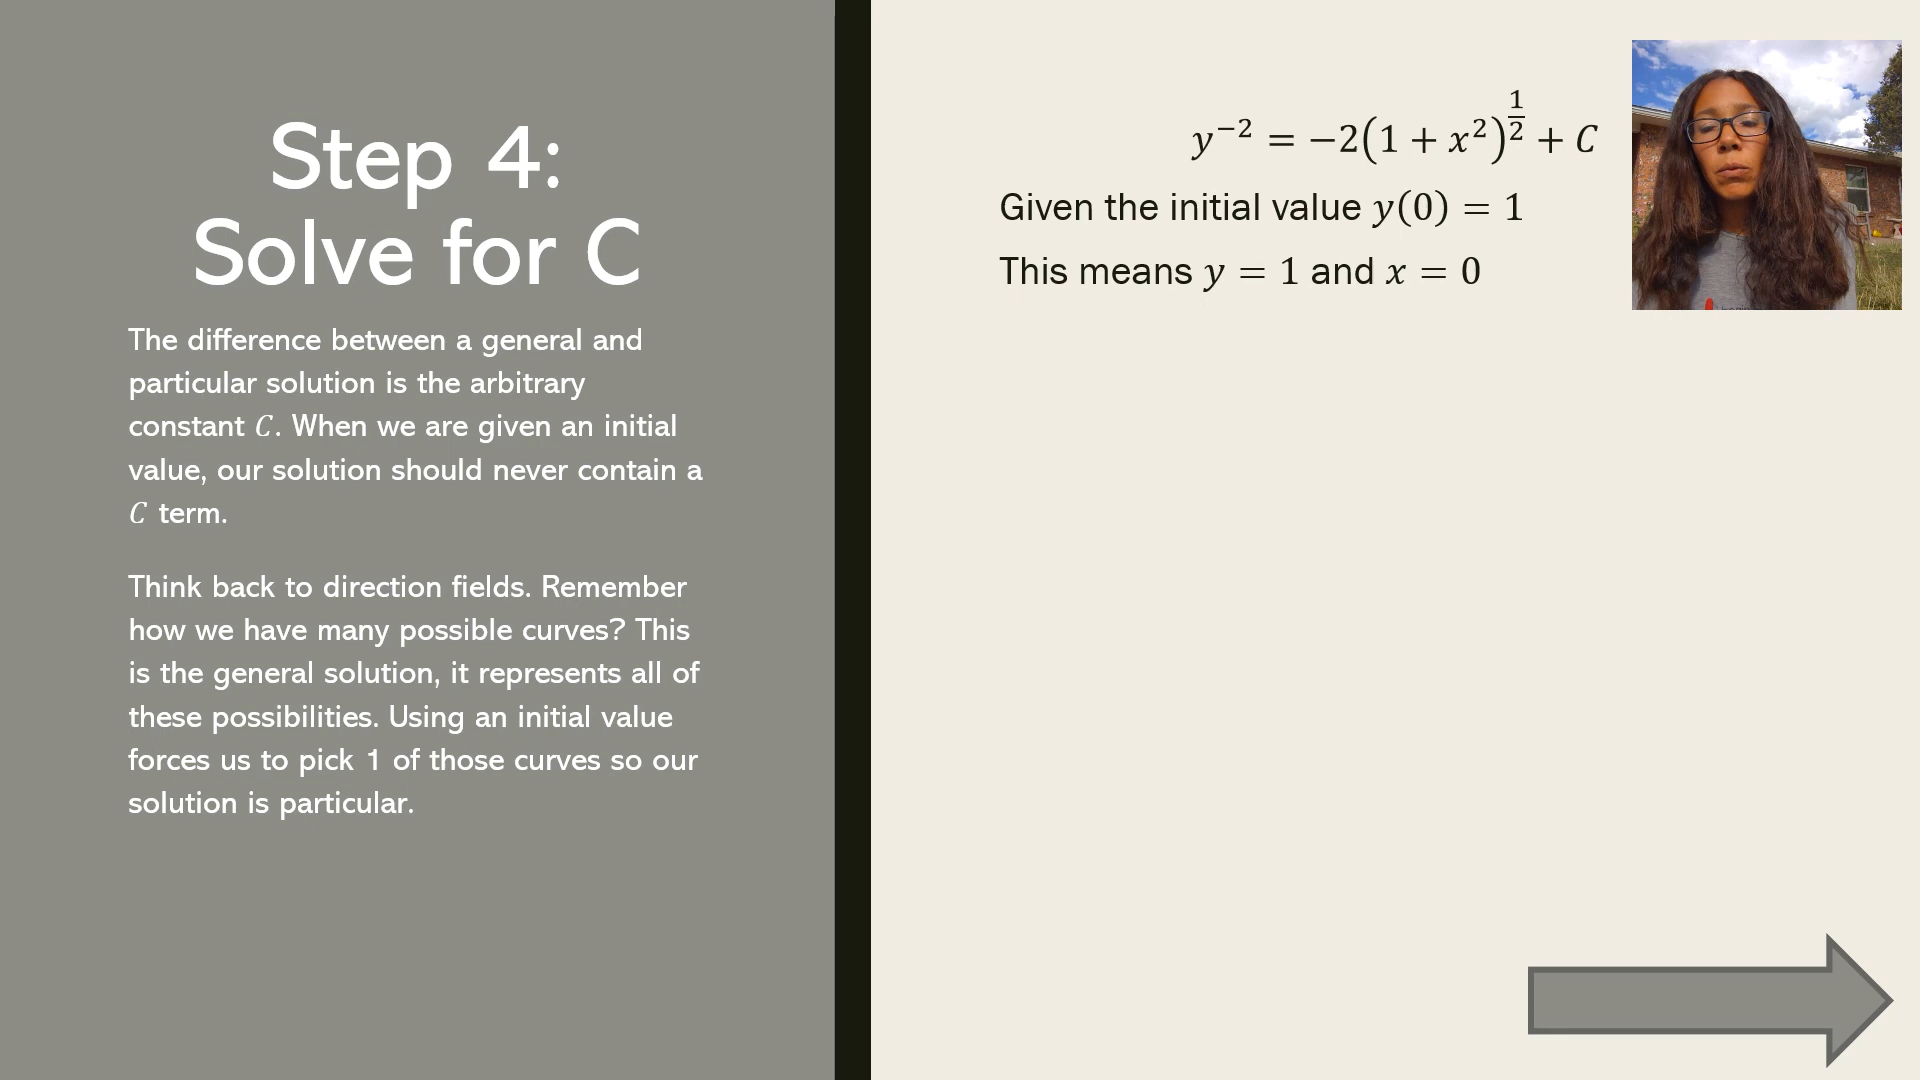 Step 4:
Solve for C
The difference between a general and
particular solution is the arbitrary
constant C. When we are given an initial
value, our solution should never contain a
C term.
Think back to direction fields. Remember
how we have many possible curves? This
is the general solution, it represents all of
these possibilities. Using an initial value
forces us to pick 1 of those curves so our
solution is particular.
y⁻² = −2(1 + x²)^(1/2) + C
Given the initial value y(0) = 1
This means y = 1 and x = 0